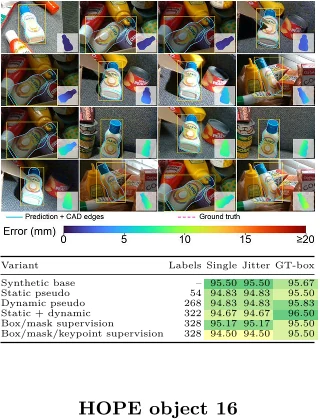 Prediction + CAD edges Ground truth
Error (mm)
0 5 10 15 ≥20
Variant Labels Single Jitter GT-box
Synthetic base – 95.50 95.50 95.67
Static pseudo 54 94.83 94.83 95.50
Dynamic pseudo 268 94.83 94.83 95.83
Static + dynamic 322 94.67 94.67 96.50
Box/mask supervision 328 95.17 95.17 95.50
Box/mask/keypoint supervision 328 94.50 94.50 95.50
HOPE object 16